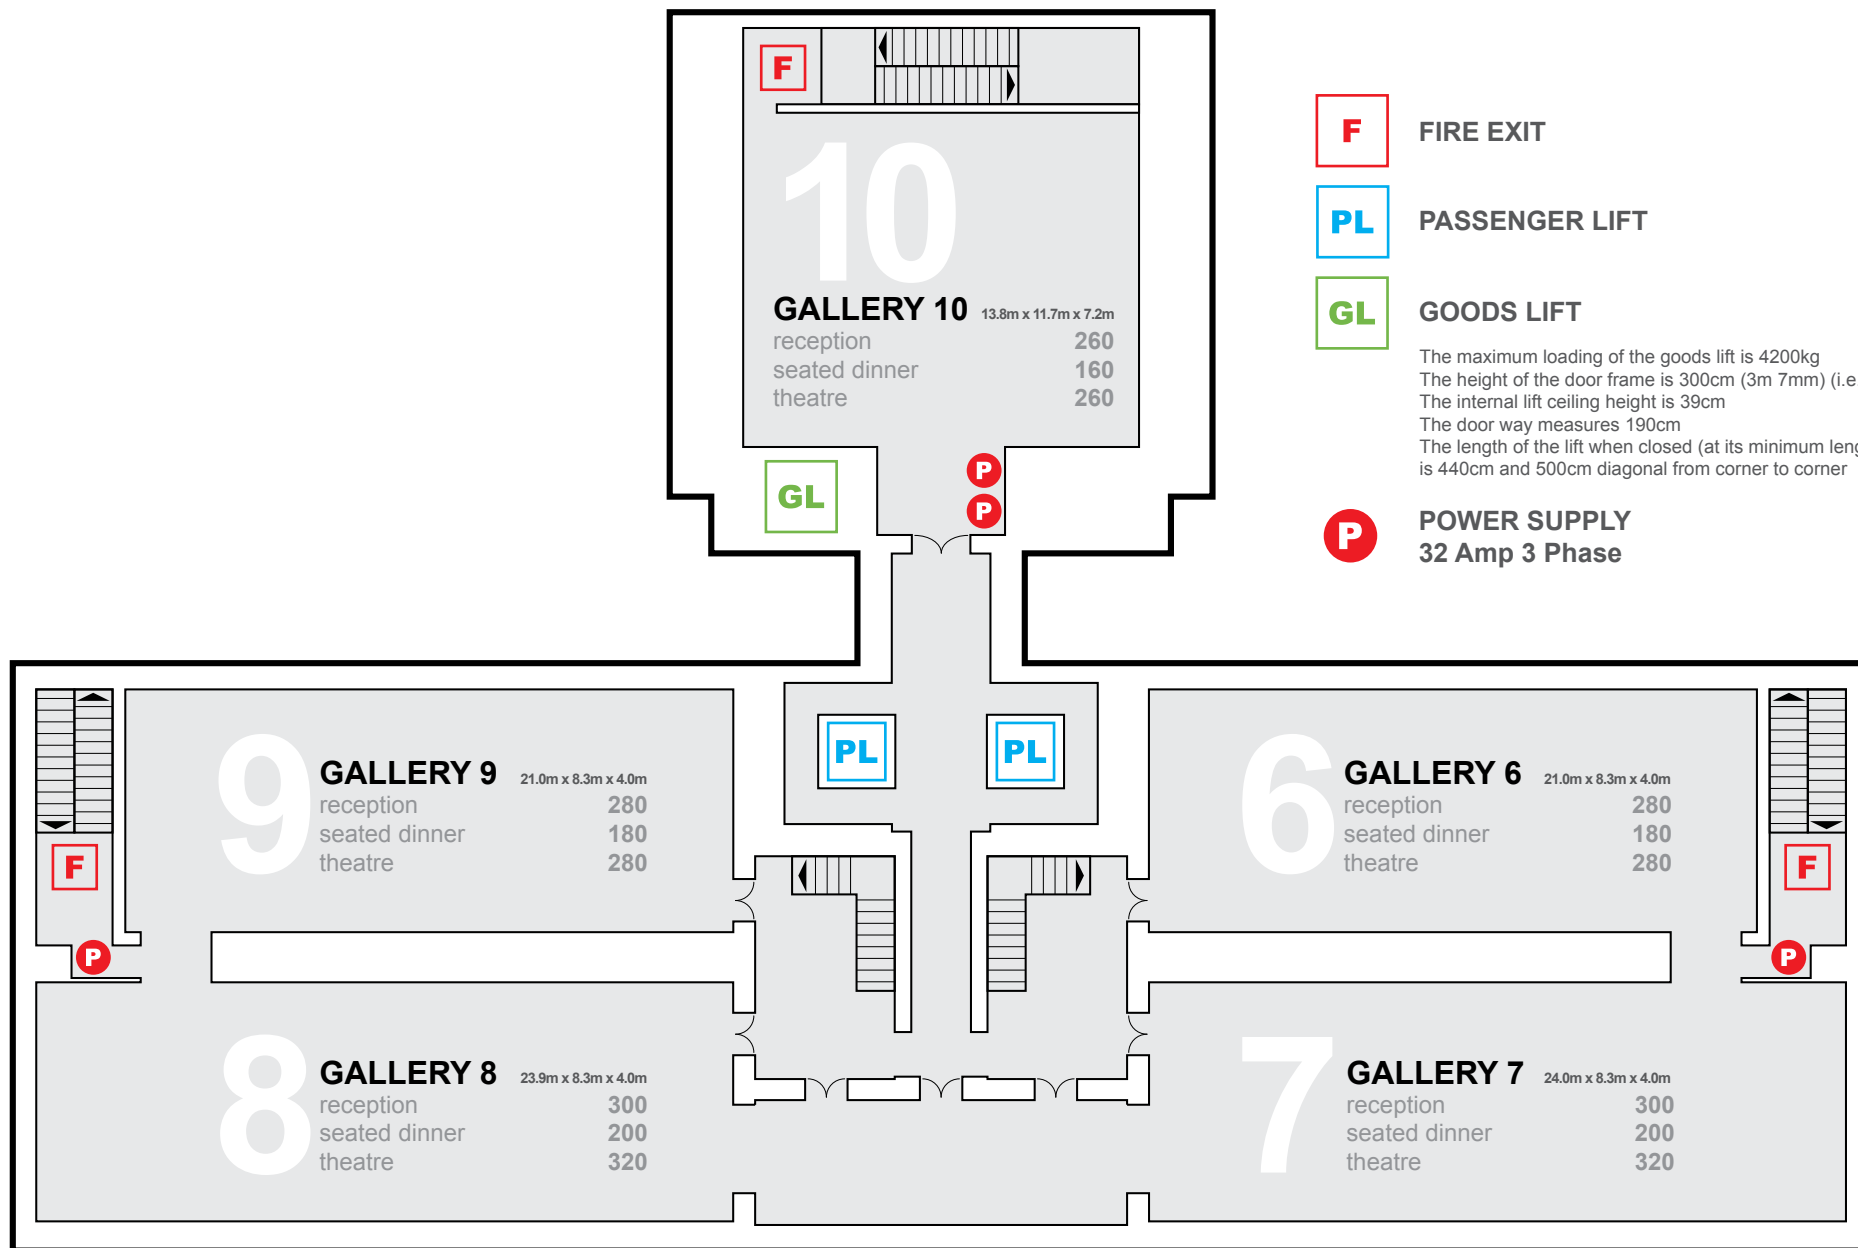 F
10
GALLERY 10 13.8m x 11.7m x 7.2m
reception 260
seated dinner 160
theatre 260
GL
P
P
F FIRE EXIT
PL PASSENGER LIFT
GL GOODS LIFT
The maximum loading of the goods lift is 4200kg
The height of the door frame is 300cm (3m 7mm) (i.e.
The internal lift ceiling height is 39cm
The door way measures 190cm
The length of the lift when closed (at its minimum
is 440cm and 500cm diagonal from corner to corner
P POWER SUPPLY
32 Amp 3 Phase
PL
PL
9
GALLERY 9 21.0m x 8.3m x 4.0m
reception 280
seated dinner 180
theatre 280
F
P
6
GALLERY 6 21.0m x 8.3m x 4.0m
reception 280
seated dinner 180
theatre 280
F
P
8
GALLERY 8 23.9m x 8.3m x 4.0m
reception 300
seated dinner 200
theatre 320
7
GALLERY 7 24.0m x 8.3m x 4.0m
reception 300
seated dinner 200
theatre 320